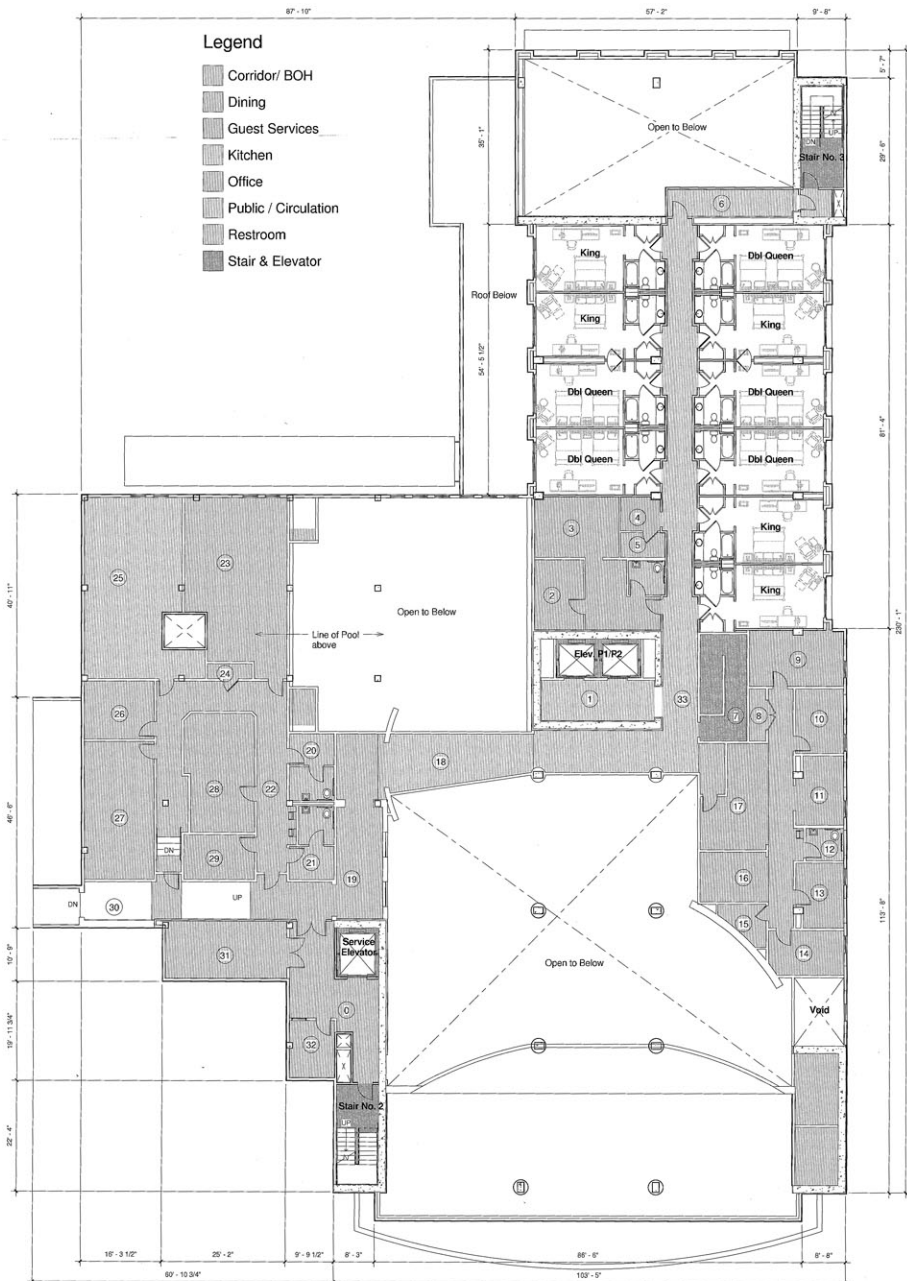 87' - 10"
57' - 2"
9' - 8"
Legend
Corridor/ BOH
Dining
Guest Services
Kitchen
Office
Public / Circulation
Restroom
Stair & Elevator
5' - 7"
35' - 1"
29' - 6"
Open to Below
DN
UP
Stair No. 3
6
X
King
Dbl Queen
Roof Below
King
King
54' - 5 1/2"
81' - 4"
Dbl Queen
Dbl Queen
Dbl Queen
Dbl Queen
King
King
3
4
5
2
25
23
40' - 11"
Open to Below
Line of Pool
above
230' - 1"
24
Elev. P1/P2
1
33
9
7
8
10
26
20
18
28
22
11
27
17
46' - 6"
12
DN
29
21
16
13
19
UP
DN
30
15
113' - 8"
14
31
Service
Elevator
Open to Below
10' - 9"
0
Void
19' - 11 3/4"
32
X
Stair No. 2
UP
22' - 4"
16' - 3 1/2"
25' - 2"
9' - 9 1/2"
8' - 3"
86' - 6"
8' - 8"
60' - 10 3/4"
103' - 5"